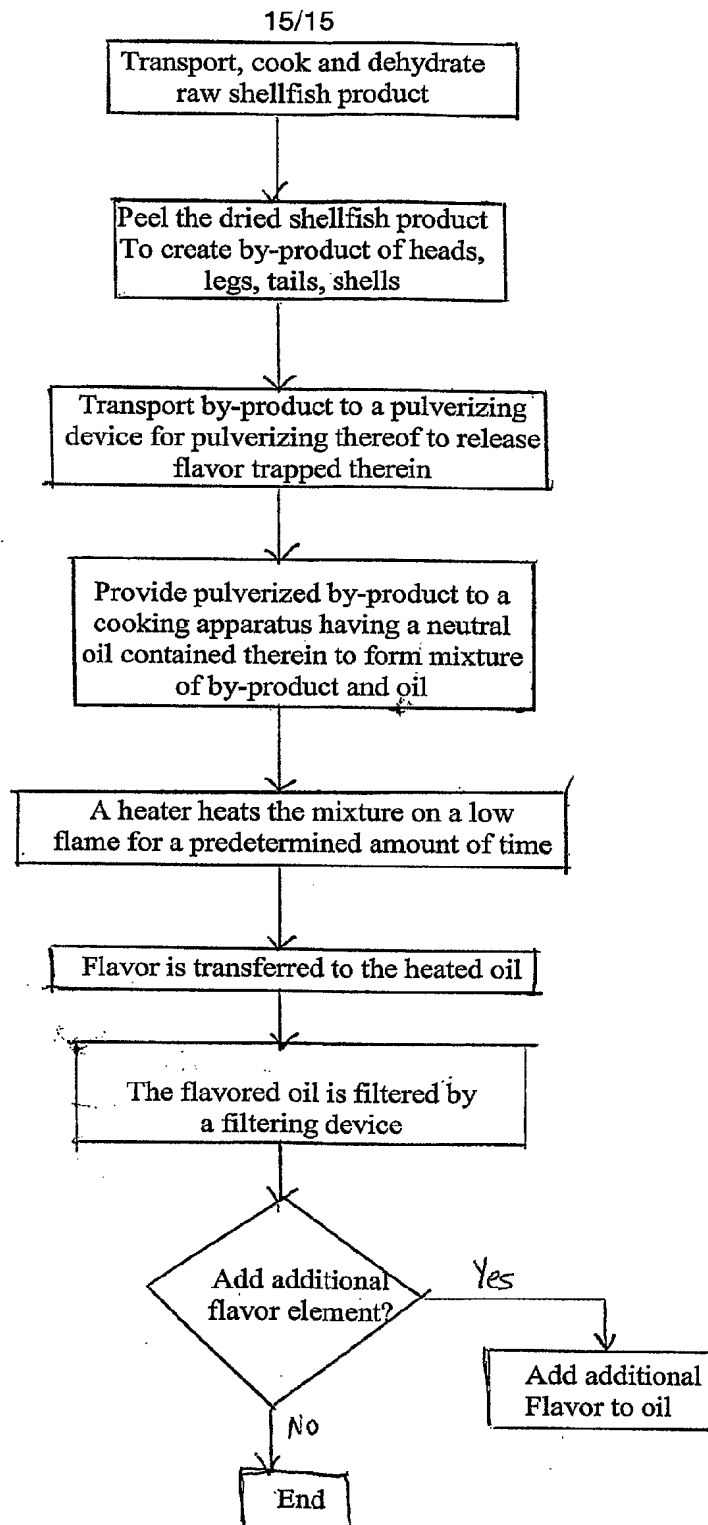 15/15
Transport, cook and dehydrate
raw shellfish product
Peel the dried shellfish product
To create by-product of heads,
legs, tails, shells
Transport by-product to a pulverizing
device for pulverizing thereof to release
flavor trapped therein
Provide pulverized by-product to a
cooking apparatus having a neutral
oil contained therein to form mixture
of by-product and oil
A heater heats the mixture on a low
flame for a predetermined amount of time
Flavor is transferred to the heated oil
The flavored oil is filtered by
a filtering device
Add additional
flavor element?
Yes
Add additional
Flavor to oil
No
End